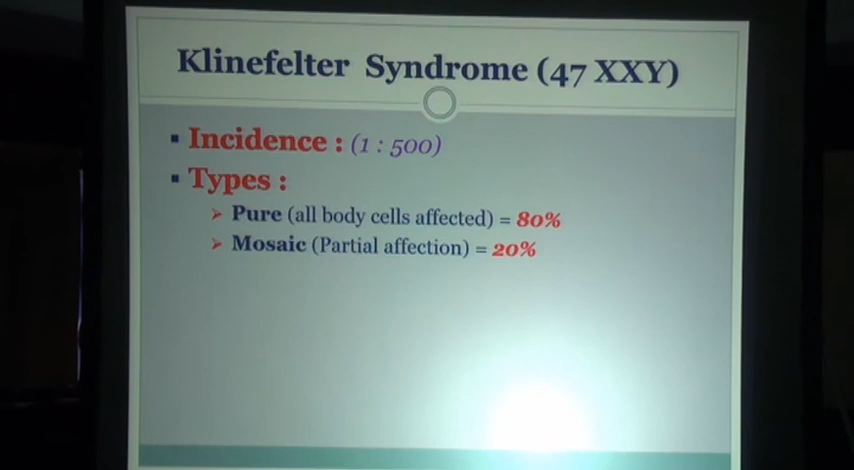 Klinefelter Syndrome (47 XXY)
▪ Incidence : (1 : 500)
▪ Types :
➢ Pure (all body cells affected) = 80%
➢ Mosaic (Partial affection) = 20%